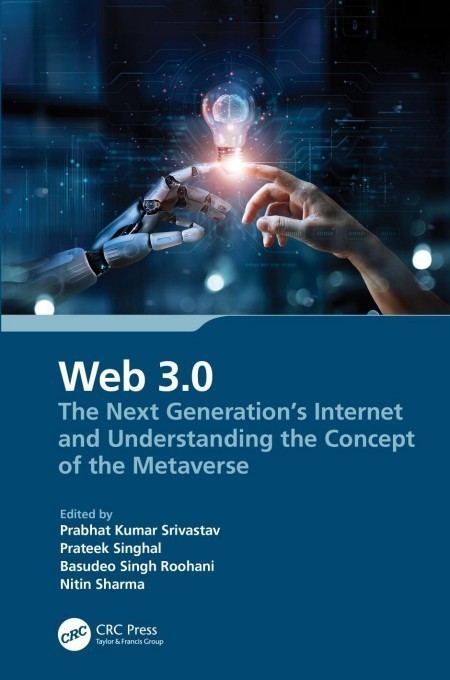 Web 3.0
The Next Generation's Internet
and Understanding the Concept
of the Metaverse
Edited by
Prabhat Kumar Srivastav
Prateek Singhal
Basudeo Singh Roohani
Nitin Sharma
CRC
CRC Press
Taylor & Francis Group